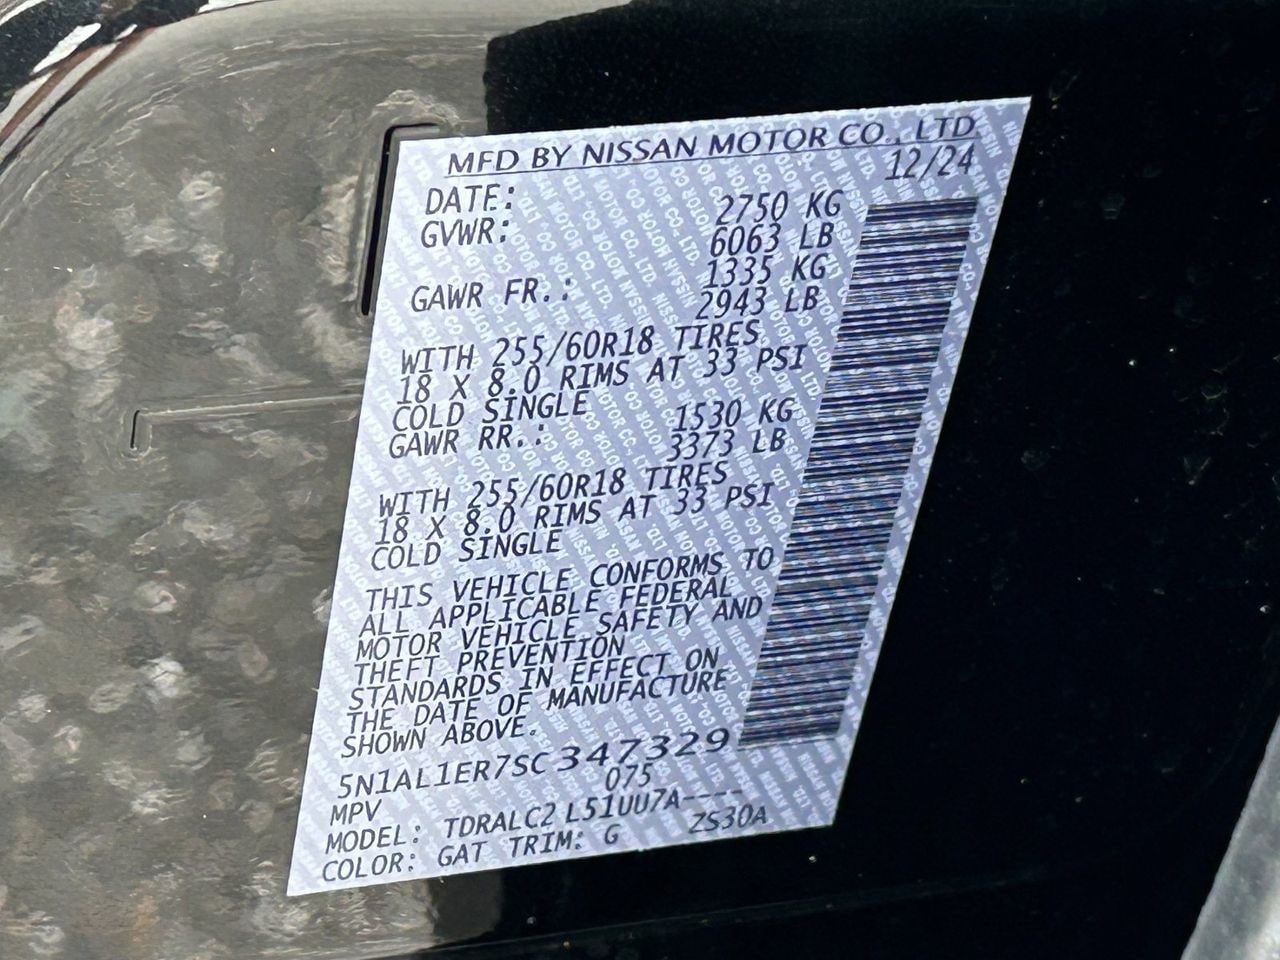 MFD BY NISSAN MOTOR CO., LTD
DATE: 12/24
GVWR: 2750 KG
6063 LB
GAWR FR.: 1335 KG
2943 LB
WITH 255/60R18 TIRES
18 X 8.0 RIMS AT 33 PSI
COLD SINGLE
GAWR RR.: 1530 KG
3373 LB
WITH 255/60R18 TIRES
18 X 8.0 RIMS AT 33 PSI
COLD SINGLE
THIS VEHICLE CONFORMS TO
ALL APPLICABLE FEDERAL
MOTOR VEHICLE SAFETY AND
THEFT PREVENTION
STANDARDS IN EFFECT ON
THE DATE OF MANUFACTURE
SHOWN ABOVE.
5N1AL1ER7SC347329
MPV 075
MODEL: TDRALC2 L51UU7A----
COLOR: GAT TRIM: G ZS30A